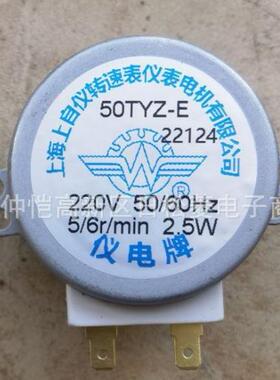 上海上自仪转速表仪表电机有限公司
50TYZ-E
22124
®
220V 50/60Hz
5/6r/min 2.5W
仪电牌